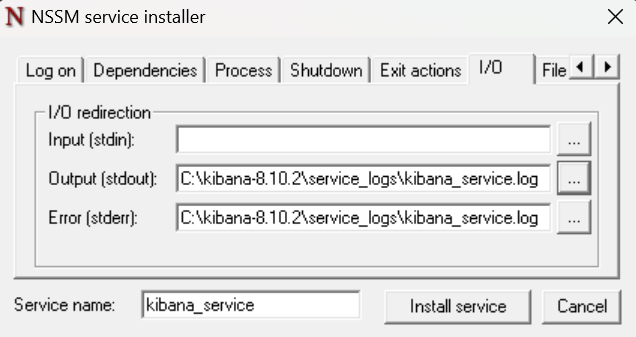 N NSSM service installer
Log on Dependencies Process Shutdown Exit actions I/O File
I/O redirection
Input (stdin): ...
Output (stdout): C:\kibana-8.10.2\service_logs\kibana_service.log ...
Error (stderr): C:\kibana-8.10.2\service_logs\kibana_service.log ...
Service name: kibana_service Install service Cancel